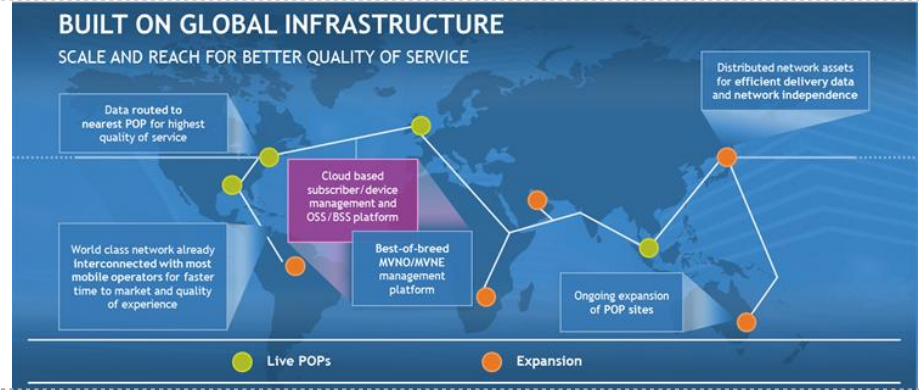 BUILT ON GLOBAL INFRASTRUCTURE
SCALE AND REACH FOR BETTER QUALITY OF SERVICE
Data routed to
nearest POP for highest
quality of service
Distributed network assets
for efficient delivery data
and network independence
Cloud based
subscriber/device
management and
OSS/BSS platform
World class network already
interconnected with most
mobile operators for faster
time to market and quality
of experience
Best-of-breed
MVNO/MVNE
management
platform
Ongoing expansion
of POP sites
Live POPs
Expansion